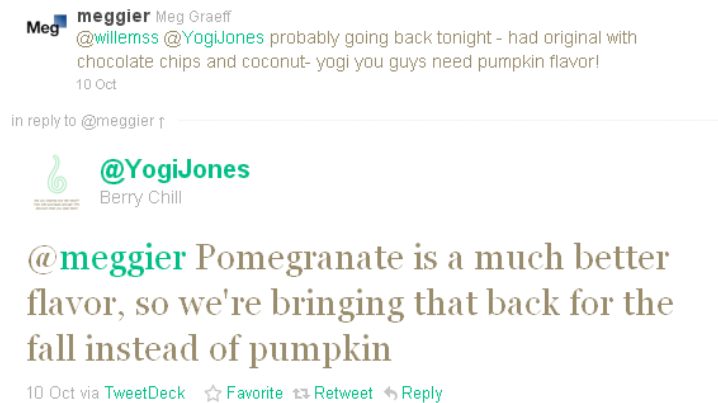 Meg
meggier Meg Graeff
@willemss @YogiJones probably going back tonight - had original with
chocolate chips and coconut- yogi you guys need pumpkin flavor!
10 Oct
in reply to @meggier ↑
@YogiJones
Berry Chill
@meggier Pomegranate is a much better
flavor, so we're bringing that back for the
fall instead of pumpkin
10 Oct via TweetDeck Favorite Retweet Reply